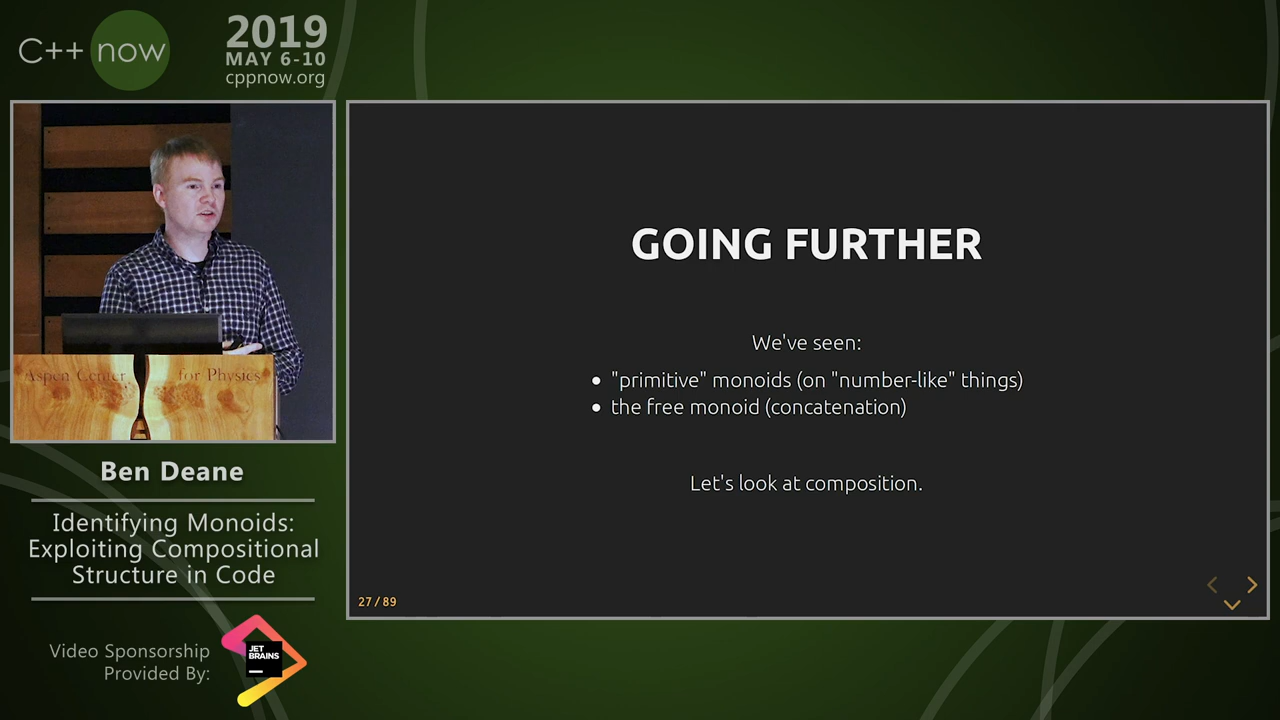 C++ now
2019
MAY 6-10
cppnow.org
Aspen Center for Physics
Ben Deane
Identifying Monoids:
Exploiting Compositional
Structure in Code
Video Sponsorship
Provided By:
JET
BRAINS
GOING FURTHER
We've seen:
• "primitive" monoids (on "number-like" things)
• the free monoid (concatenation)
Let's look at composition.
27 / 89